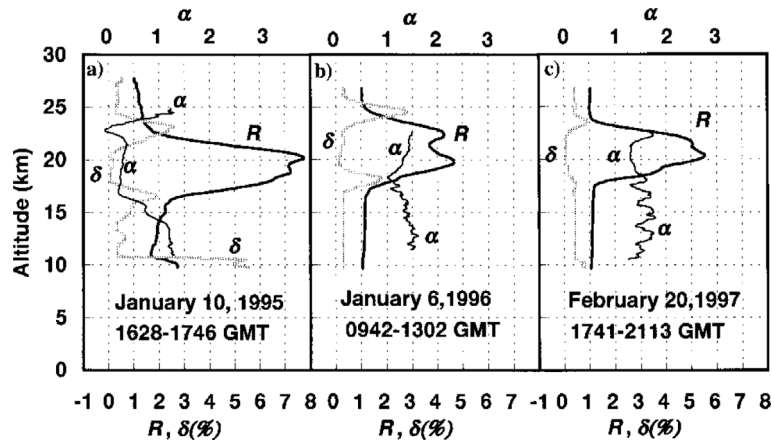 α α α
0 1 2 3 0 1 2 3 0 1 2 3
30
25
20
15
10
5
0
Altitude (km)
a)
α
R
δ
α
δ
January 10, 1995
1628-1746 GMT
b)
R
δ
α
α
January 6,1996
0942-1302 GMT
c)
R
α
δ
α
February 20,1997
1741-2113 GMT
-1 0 1 2 3 4 5 6 7 8 0 1 2 3 4 5 6 7 8 0 1 2 3 4 5 6 7 8
R , δ(%) R , δ(%) R , δ(%)